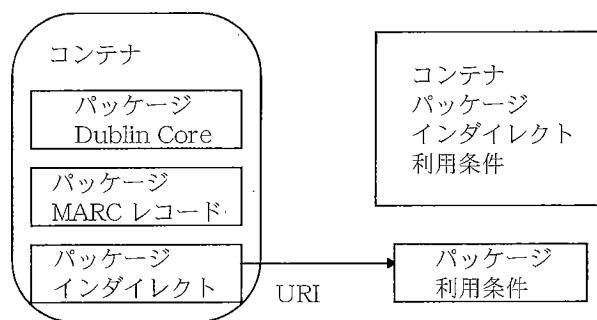 コンテナ
パッケージ
Dublin Core
パッケージ
MARC レコード
パッケージ
インダイレクト
URI
コンテナ
パッケージ
インダイレクト
利用条件
パッケージ
利用条件